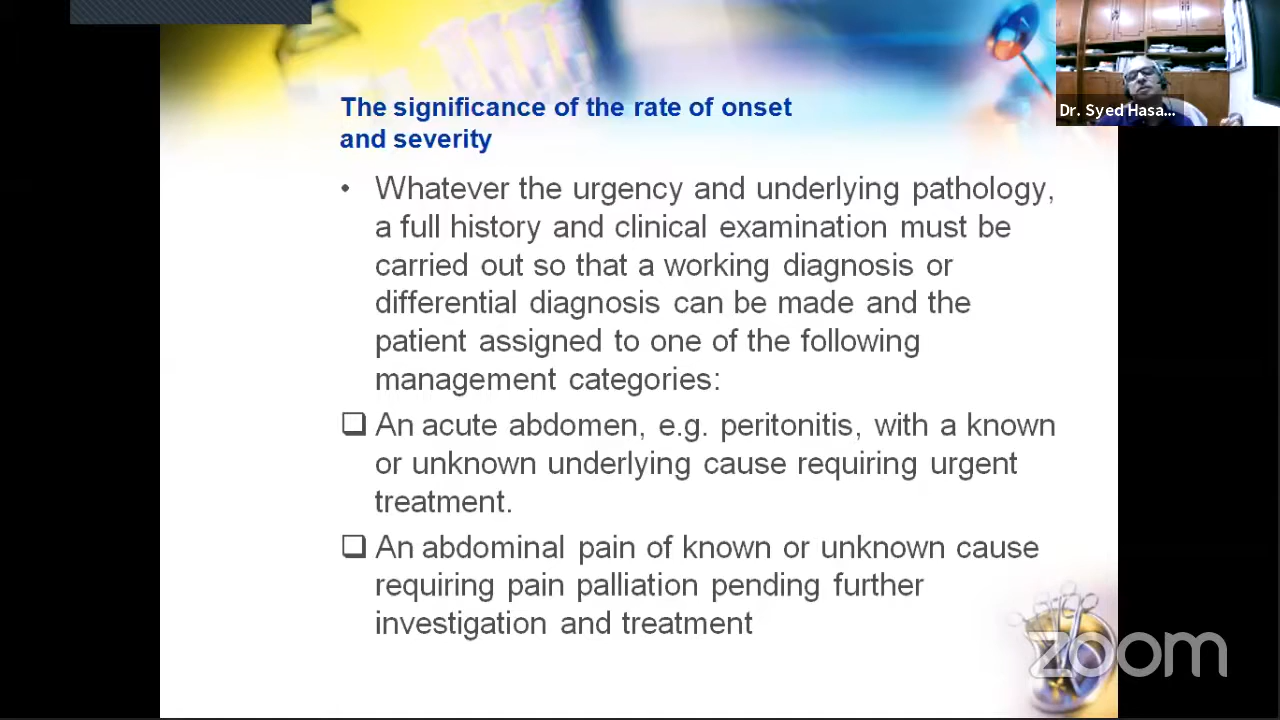 The significance of the rate of onset
and severity
• Whatever the urgency and underlying pathology,
a full history and clinical examination must be
carried out so that a working diagnosis or
differential diagnosis can be made and the
patient assigned to one of the following
management categories:
❑ An acute abdomen, e.g. peritonitis, with a known
or unknown underlying cause requiring urgent
treatment.
❑ An abdominal pain of known or unknown cause
requiring pain palliation pending further
investigation and treatment
Dr. Syed Hasa...
zoom